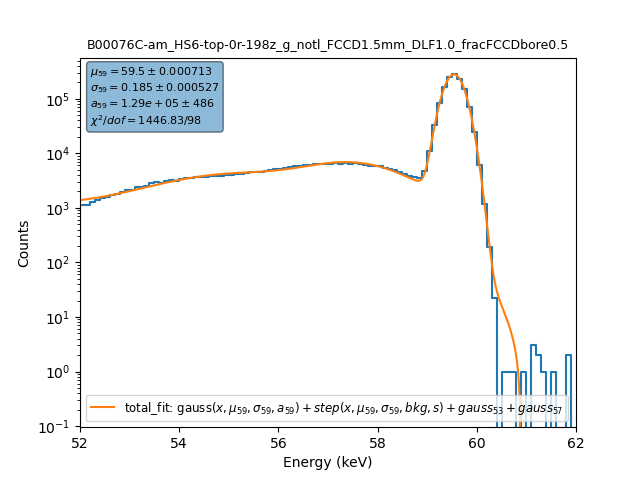 B00076C-am_HS6-top-0r-198z_g_notl_FCCD1.5mm_DLF1.0_fracFCCDbore0.5
μ₅₉ = 59.5 ± 0.000713
σ₅₉ = 0.185 ± 0.000527
a₅₉ = 1.29e + 05 ± 486
χ²/dof = 1446.83/98
10⁵
10⁴
10³
10²
10¹
10⁰
10⁻¹
Counts
total_fit: gauss(x, μ₅₉, σ₅₉, a₅₉) + step(x, μ₅₉, σ₅₉, bkg, s) + gauss₅₃ + gauss₅₇
52 54 56 58 60 62
Energy (keV)